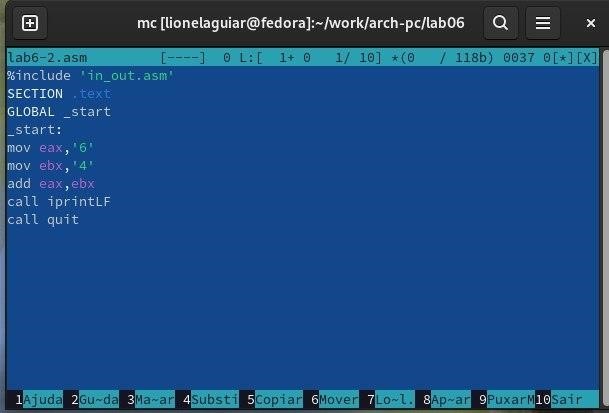 mc [lionelaguiar@fedora]:~/work/arch-pc/lab06
lab6-2.asm [----] 0 L:[ 1+ 0 1/ 10] *(0 / 118b) 0037 0[*][X]
%include 'in_out.asm'
SECTION .text
GLOBAL _start
_start:
mov eax,'6'
mov ebx,'4'
add eax,ebx
call iprintLF
call quit
1Ajuda 2Gu~da 3Ma~ar 4Substi 5Copiar 6Mover 7Lo~l. 8Ap~ar 9PuxarM 10Sair